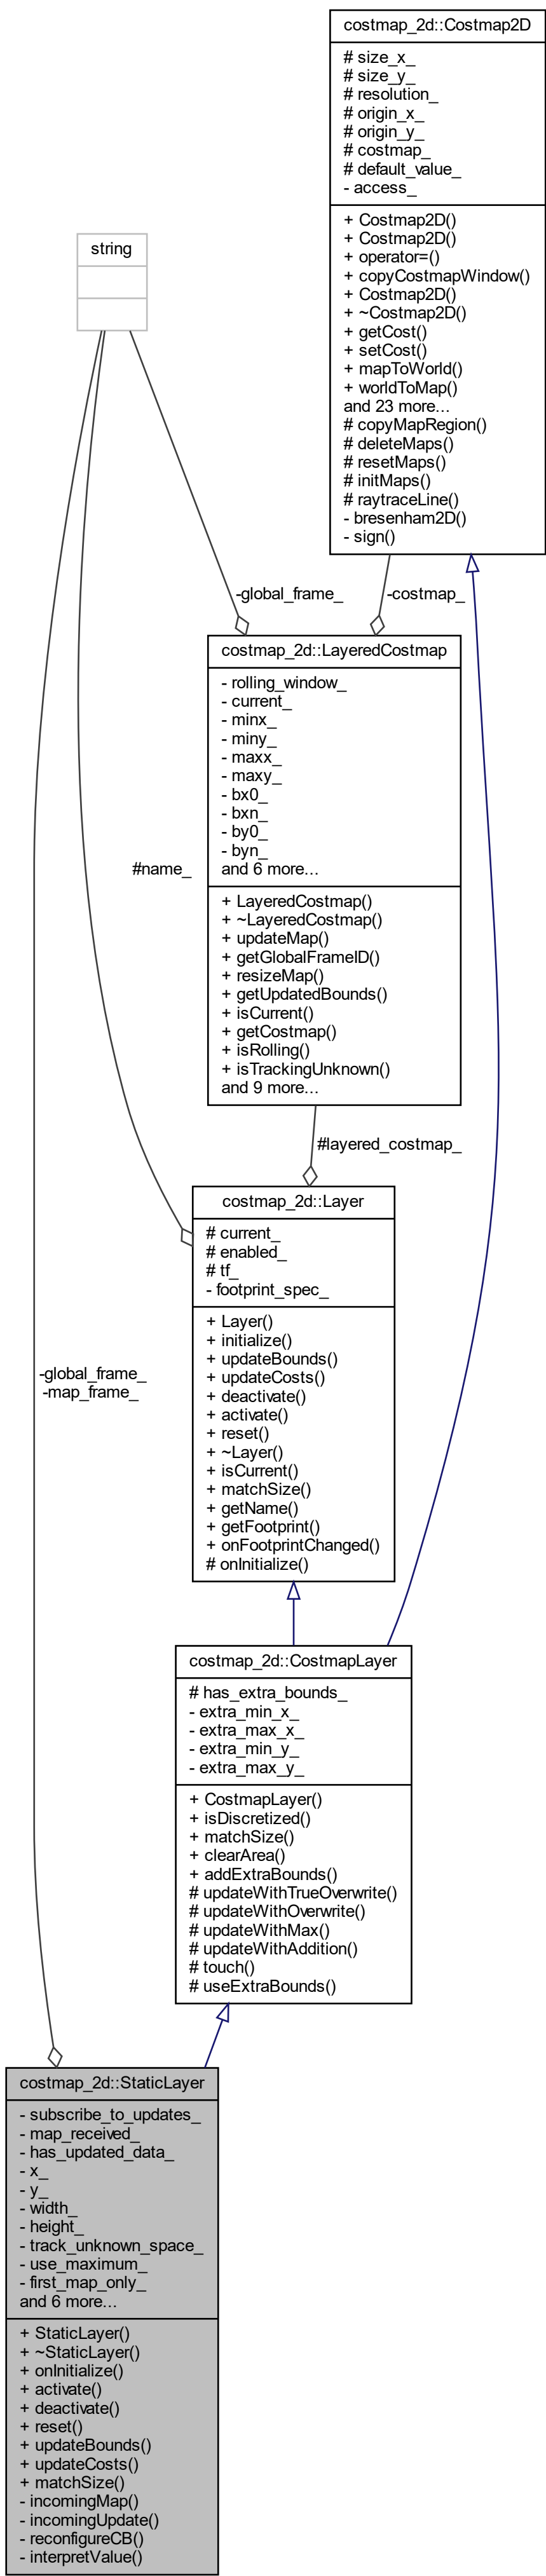 costmap_2d::Costmap2D
# size_x_
# size_y_
# resolution_
# origin_x_
# origin_y_
# costmap_
# default_value_
- access_
+ Costmap2D()
+ Costmap2D()
+ operator=()
+ copyCostmapWindow()
+ Costmap2D()
+ ~Costmap2D()
+ getCost()
+ setCost()
+ mapToWorld()
+ worldToMap()
and 23 more...
# copyMapRegion()
# deleteMaps()
# resetMaps()
# initMaps()
# raytraceLine()
- bresenham2D()
- sign()
string
-global_frame_
-costmap_
costmap_2d::LayeredCostmap
- rolling_window_
- current_
- minx_
- miny_
- maxx_
- maxy_
- bx0_
- bxn_
- by0_
- byn_
and 6 more...
+ LayeredCostmap()
+ ~LayeredCostmap()
+ updateMap()
+ getGlobalFrameID()
+ resizeMap()
+ getUpdatedBounds()
+ isCurrent()
+ getCostmap()
+ isRolling()
+ isTrackingUnknown()
and 9 more...
#name_
#layered_costmap_
costmap_2d::Layer
# current_
# enabled_
# tf_
- footprint_spec_
+ Layer()
+ initialize()
+ updateBounds()
+ updateCosts()
+ deactivate()
+ activate()
+ reset()
+ ~Layer()
+ isCurrent()
+ matchSize()
+ getName()
+ getFootprint()
+ onFootprintChanged()
# onInitialize()
-global_frame_
-map_frame_
costmap_2d::CostmapLayer
# has_extra_bounds_
- extra_min_x_
- extra_max_x_
- extra_min_y_
- extra_max_y_
+ CostmapLayer()
+ isDiscretized()
+ matchSize()
+ clearArea()
+ addExtraBounds()
# updateWithTrueOverwrite()
# updateWithOverwrite()
# updateWithMax()
# updateWithAddition()
# touch()
# useExtraBounds()
costmap_2d::StaticLayer
- subscribe_to_updates_
- map_received_
- has_updated_data_
- x_
- y_
- width_
- height_
- track_unknown_space_
- use_maximum_
- first_map_only_
and 6 more...
+ StaticLayer()
+ ~StaticLayer()
+ onInitialize()
+ activate()
+ deactivate()
+ reset()
+ updateBounds()
+ updateCosts()
+ matchSize()
- incomingMap()
- incomingUpdate()
- reconfigureCB()
- interpretValue()